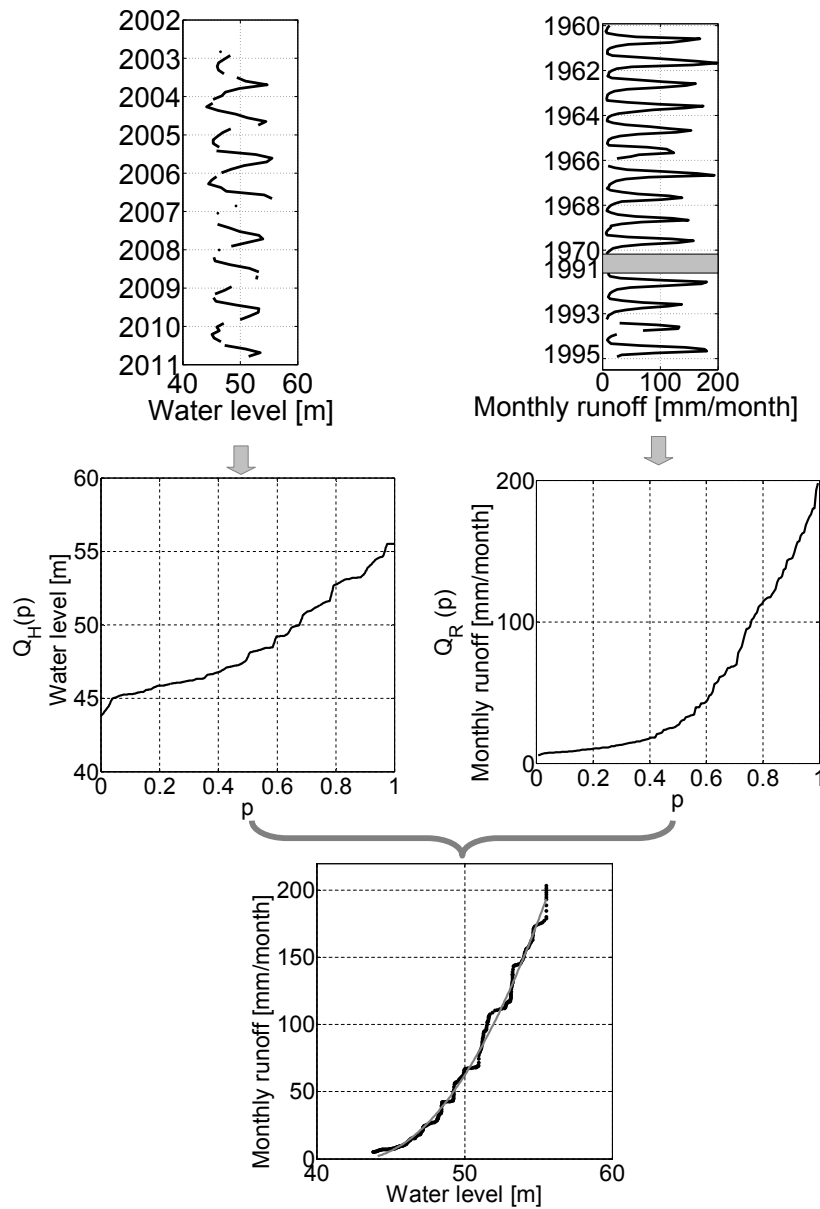 2002
2003
2004
2005
2006
2007
2008
2009
2010
2011
40 50 60
Water level [m]
1960
1962
1964
1966
1968
1970
1991
1993
1995
0 100 200
Monthly runoff [mm/month]
60
55
50
45
40
0 0.2 0.4 0.6 0.8 1
p
Q_H(p)
Water level [m]
200
100
0
0 0.2 0.4 0.6 0.8 1
p
Q_R (p)
Monthly runoff [mm/month]
200
150
100
50
0
40 50 60
Water level [m]
Monthly runoff [mm/month]